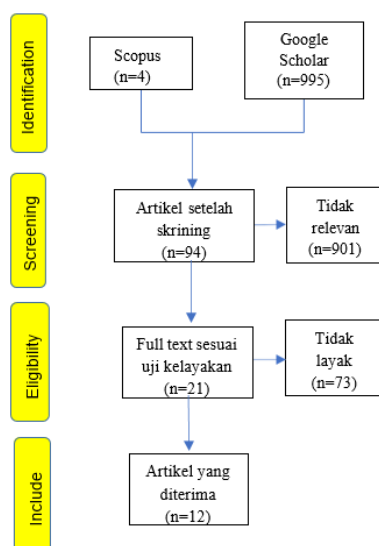 Identification
Scopus
(n=4)
Google
Scholar
(n=995)
Screening
Artikel setelah
skrining
(n=94)
Tidak
relevan
(n=901)
Eligibility
Full text sesuai
uji kelayakan
(n=21)
Tidak
layak
(n=73)
Include
Artikel yang
diterima
(n=12)